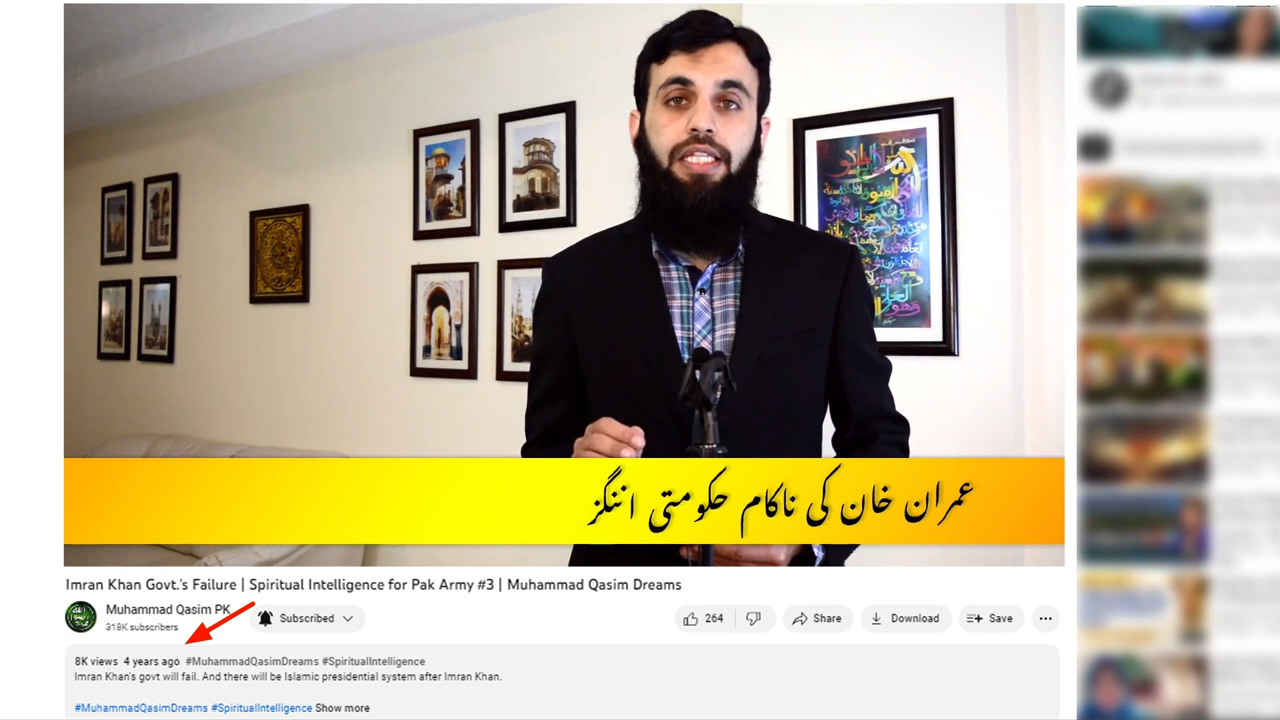 عمران خان کی ناکام حکومتی اننگز
Imran Khan Govt.'s Failure | Spiritual Intelligence for Pak Army #3 | Muhammad Qasim Dreams
Muhammad Qasim PK
318K subscribers
Subscribed
264
Share
Download
Save
8K views 4 years ago #MuhammadQasimDreams #SpiritualIntelligence
Imran Khan's govt will fail. And there will be Islamic presidential system after Imran Khan.
#MuhammadQasimDreams #SpiritualIntelligence Show more